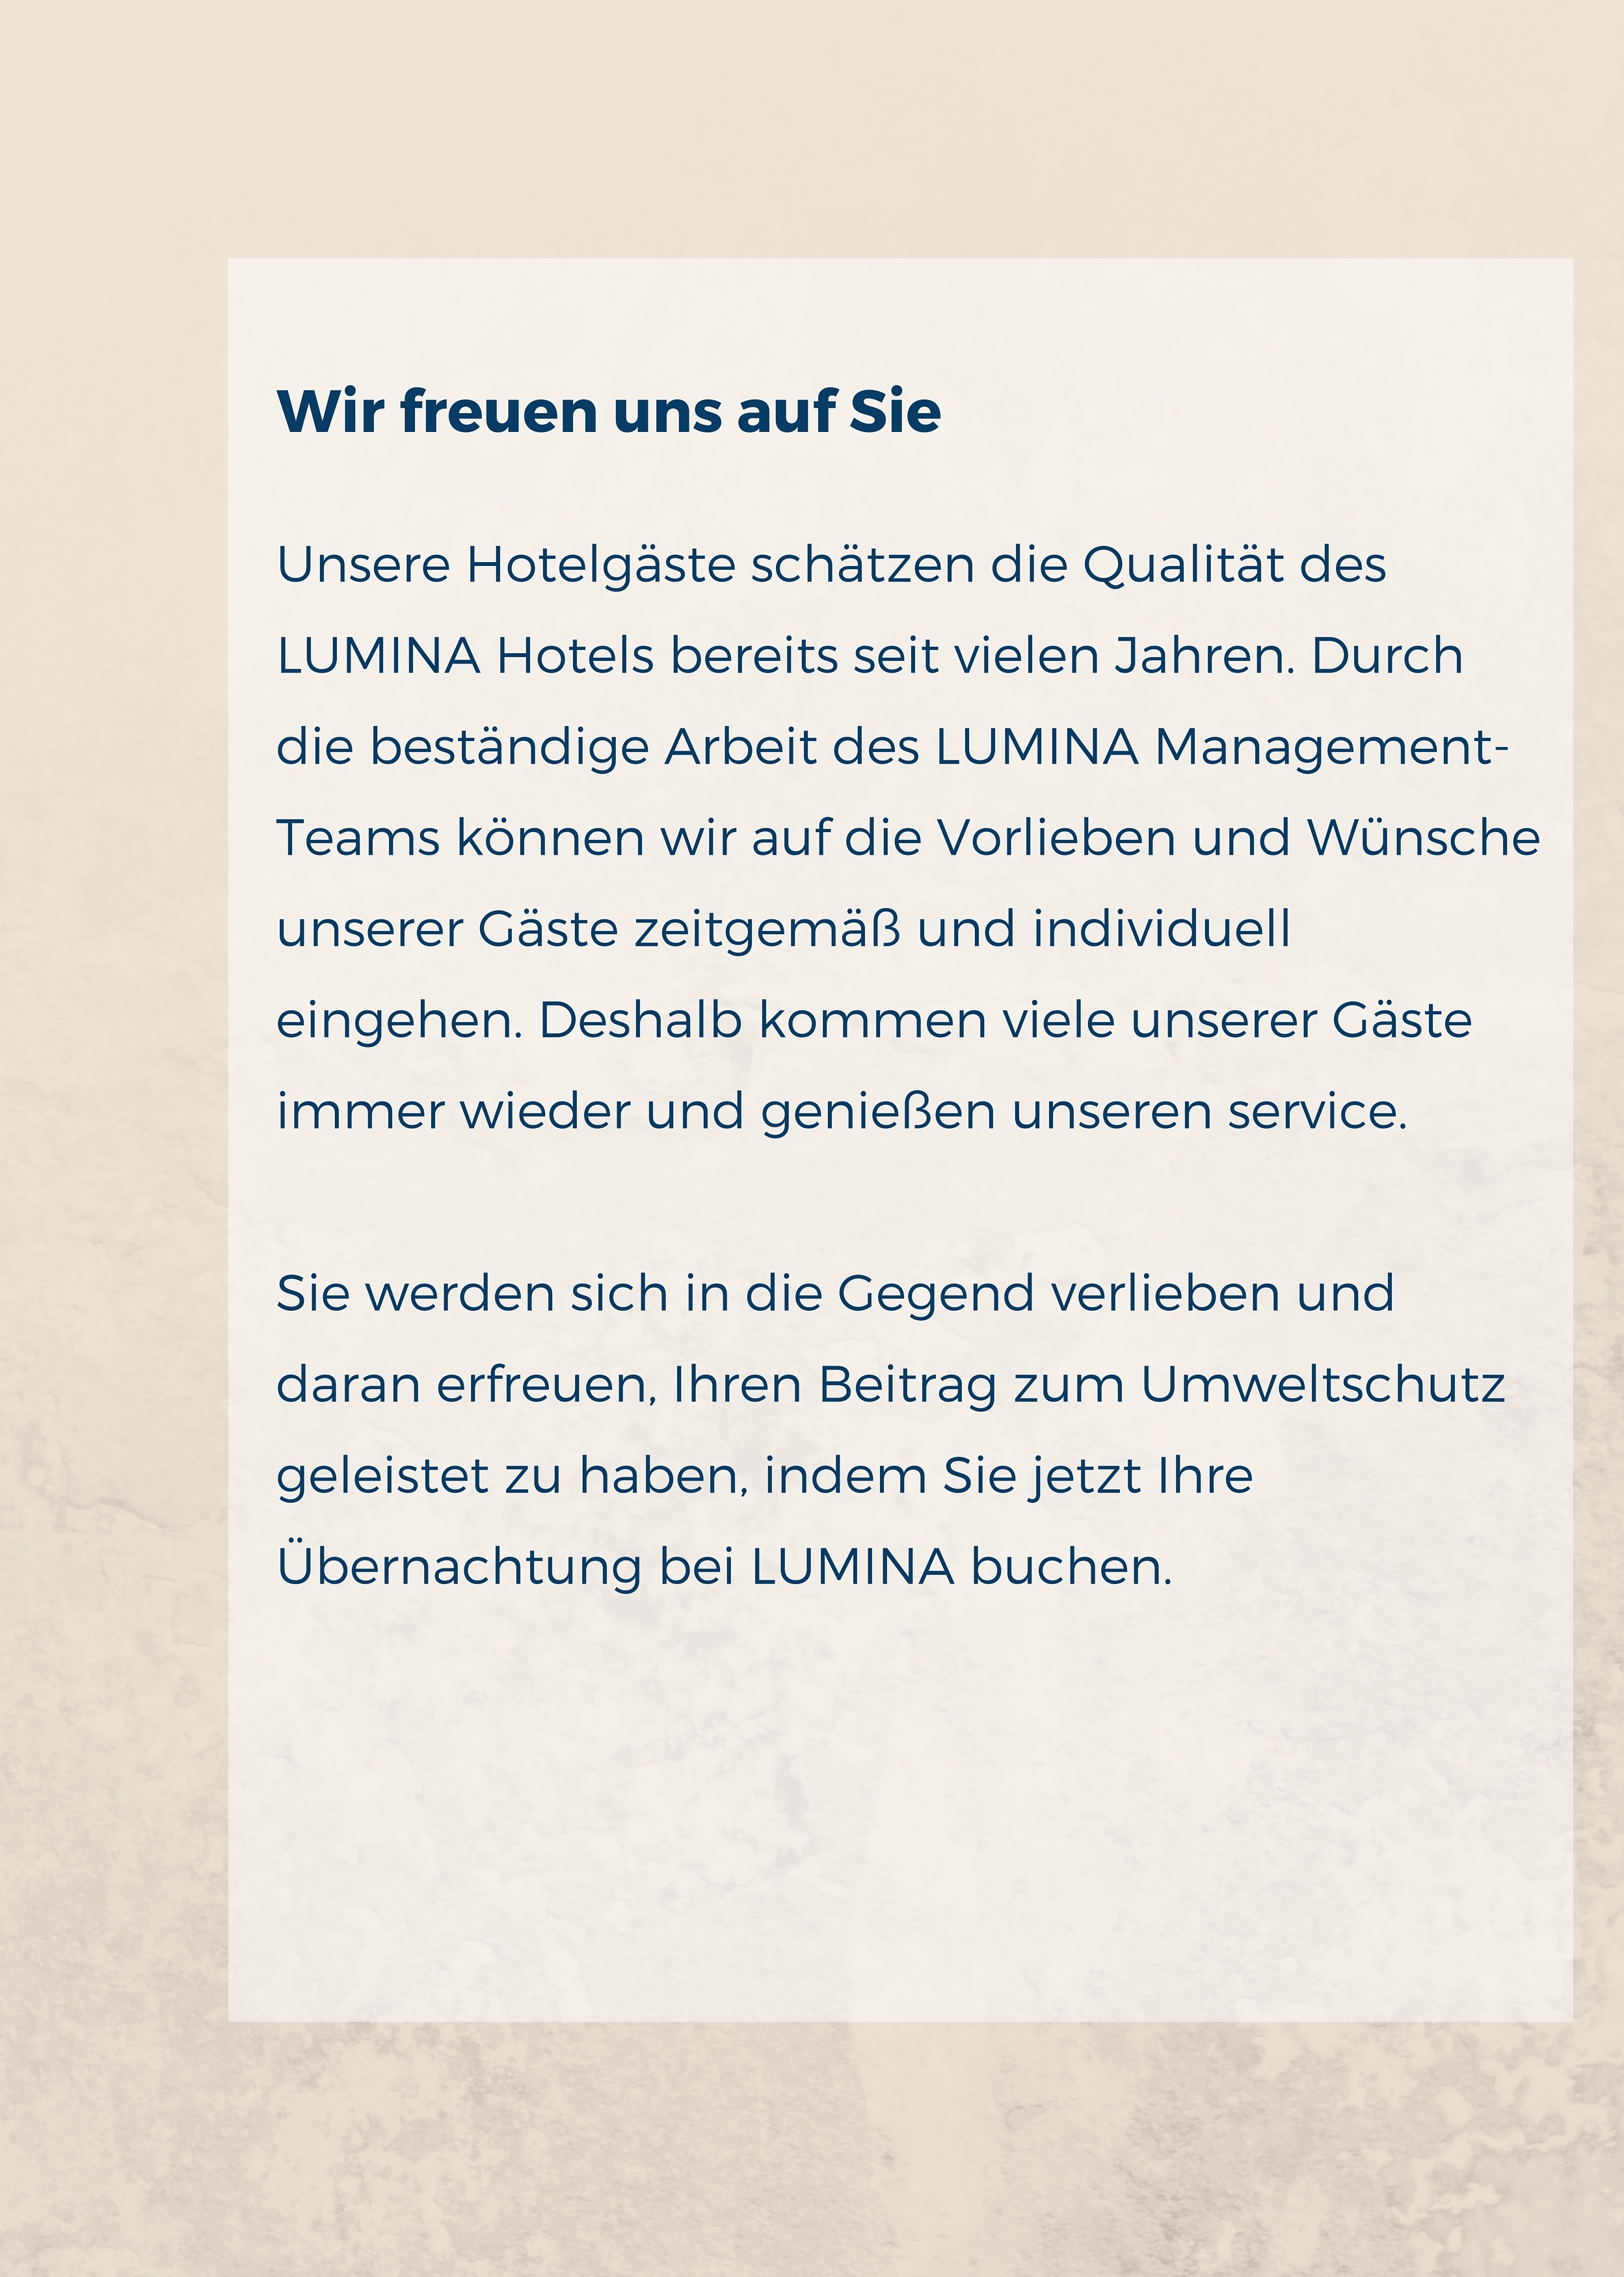 Wir freuen uns auf Sie
Unsere Hotelgäste schätzen die Qualität des
LUMINA Hotels bereits seit vielen Jahren. Durch
die beständige Arbeit des LUMINA Management-
Teams können wir auf die Vorlieben und Wünsche
unserer Gäste zeitgemäß und individuell
eingehen. Deshalb kommen viele unserer Gäste
immer wieder und genießen unseren service.
Sie werden sich in die Gegend verlieben und
daran erfreuen, Ihren Beitrag zum Umweltschutz
geleistet zu haben, indem Sie jetzt Ihre
Übernachtung bei LUMINA buchen.